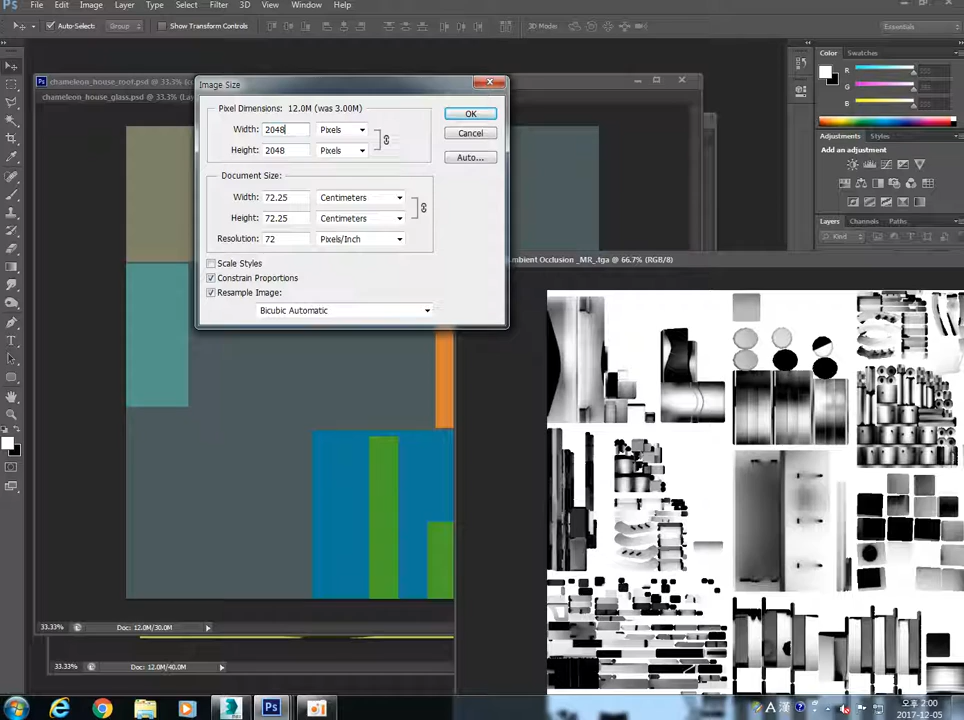 Ps File Edit Image Layer Type Select Filter 3D View Window Help
Auto-Select: Group Show Transform Controls 3D Mode: Essentials
Ps chameleon_house_roof.psd @ 33.3%
chameleon_house_glass.psd @ 33.3%
Image Size
Pixel Dimensions: 12.0M (was 3.00M)
Width: 2048 Pixels
Height: 2048 Pixels
OK
Cancel
Auto...
Document Size:
Width: 72.25 Centimeters
Height: 72.25 Centimeters
Resolution: 72 Pixels/Inch
Scale Styles
Constrain Proportions
Resample Image:
Bicubic Automatic
Color Swatches
R
G
B
Adjustments Styles
Add an adjustment
Layers Channels Paths
Kind
mbient Occlusion _MR_.tga @ 66.7% (RGB/8)
33.33% Doc: 12.0M/30.0M
33.33% Doc: 12.0M/40.0M
Ps
A 漢
오후 2:00
2017-12-05